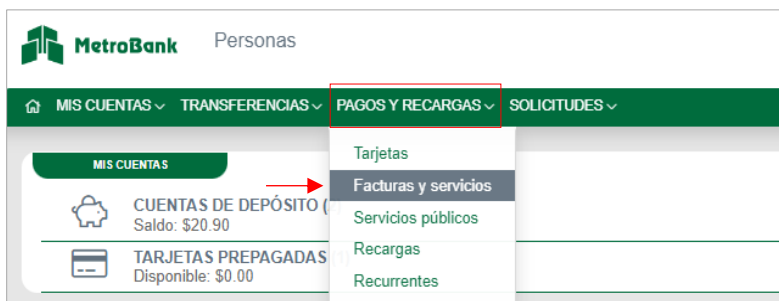 MetroBank Personas
MIS CUENTAS TRANSFERENCIAS PAGOS Y RECARGAS SOLICITUDES
MIS CUENTAS
CUENTAS DE DEPÓSITO (
Saldo: $20.90
TARJETAS PREPAGADAS 1)
Disponible: $0.00
Tarjetas
Facturas y servicios
Servicios públicos
Recargas
Recurrentes